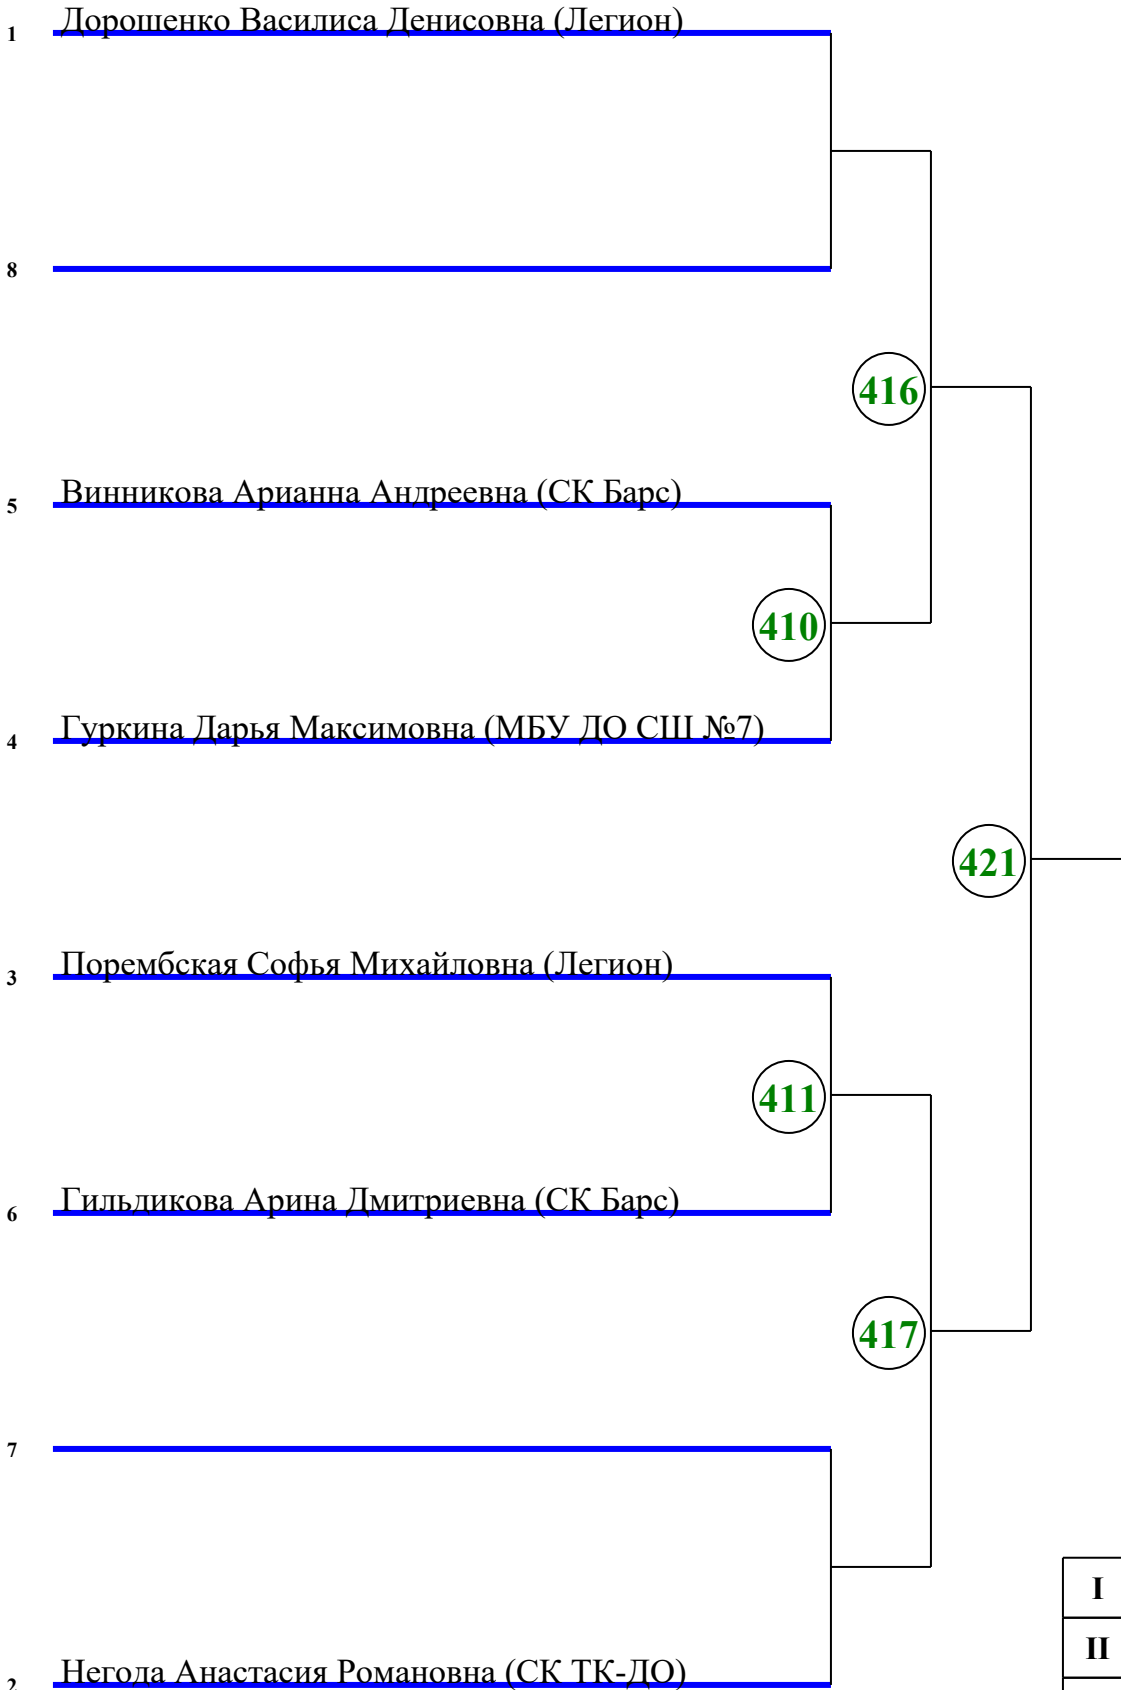 1 Дорошенко Василиса Денисовна (Легион)
8
416
5 Винникова Арианна Андреевна (СК Барс)
410
4 Гуркина Дарья Максимовна (МБУ ДО СШ №7)
421
3 Порембская Софья Михайловна (Легион)
411
6 Гильдикова Арина Дмитриевна (СК Барс)
417
7
I
II
2 Негода Анастасия Романовна (СК ТК-ДО)